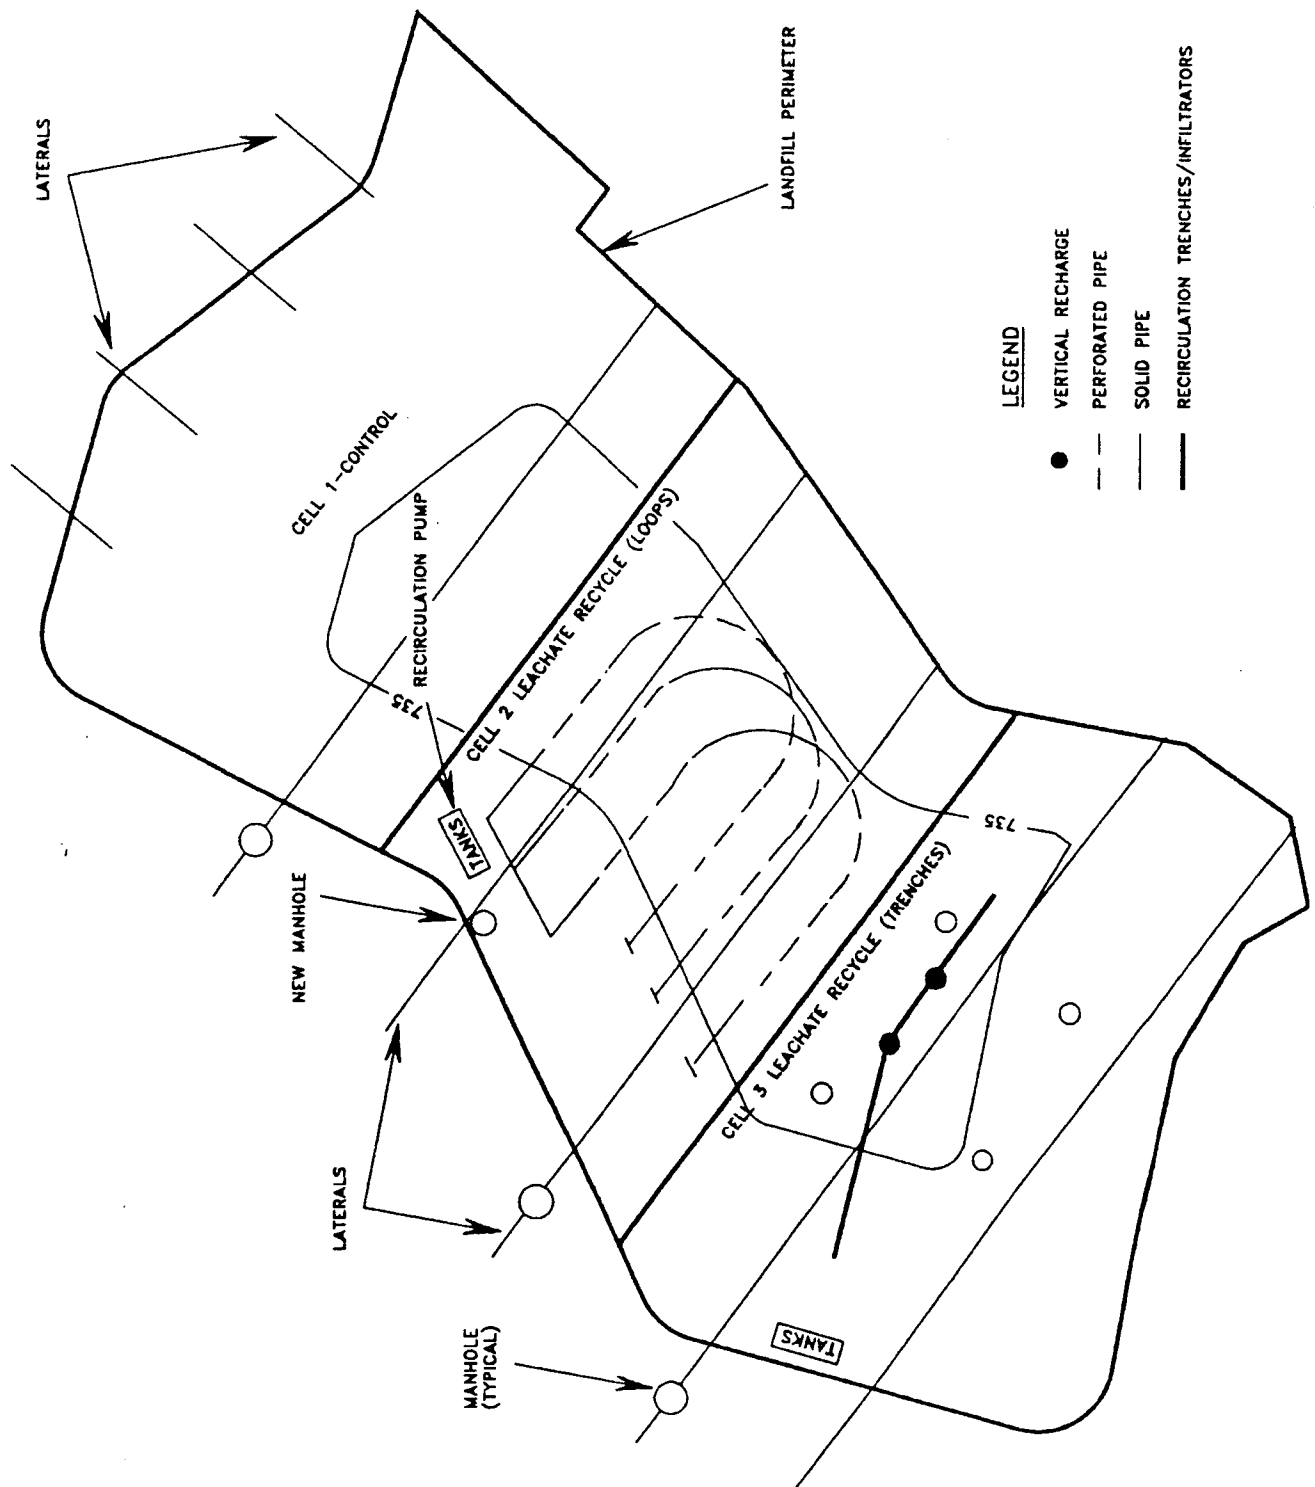 LATERALS
LANDFILL PERIMETER
CELL 1-CONTROL
RECIRCULATION PUMP
735
CELL 2 LEACHATE RECYCLE (LOOPS)
TANKS
NEW MANHOLE
LATERALS
735
CELL 3 LEACHATE RECYCLE (TRENCHES)
MANHOLE
(TYPICAL)
TANKS
LEGEND
VERTICAL RECHARGE
PERFORATED PIPE
SOLID PIPE
RECIRCULATION TRENCHES/INFILTRATORS